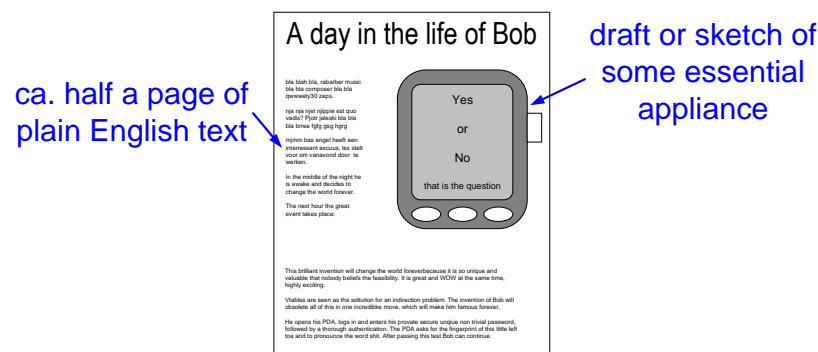 A day in the life of Bob
draft or sketch of
some essential
appliance
ca. half a page of
plain English text
bla blah bla, rabarber music
bla bla composer bla bla
qwwwety30 zeps.
nja nja njet njippie est quo
vadis? Pjotr jaleski bla bla
bla bmree fgfg gsg hgrg
mjmm bas engel heeft een
interressant excuus, lex stelt
voor om vanavond door te
werken.
In the middle of the night he
is awake and decides to
change the world forever.
The next hour the great
event takes place:
Yes
or
No
that is the question
This brilliant invention will change the world foreverbecause it is so unique and
valuable that nobody beliefs the feasibility. It is great and WOW at the same time,
highly exciting.
Vtables are seen as the soltution for an indirection problem. The invention of Bob will
obsolete all of this in one incredibke move, which will make him famous forever.
He opens his PDA, logs in and enters his provate secure unqiue non trivial password,
followed by a thorough authentication. The PDA asks for the fingerprint of this little left
toe and to pronounce the word shit. After passing this test Bob can continue.